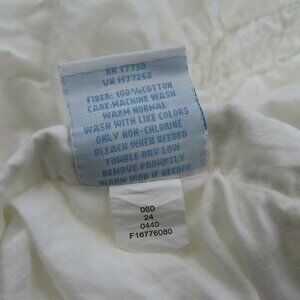 RN 17730
VN 1177262
FIBER: 100%COTTON
CARE:MACHINE WASH
WARM NORMAL
WASH WITH LIKE COLORS
ONLY NON-CHLORINE
BLEACH WHEN NEEDED
TUMBLE DRY LOW
REMOVE PROMPTLY
WARM IRON IF NEEDED
060
24
0440
F16776080